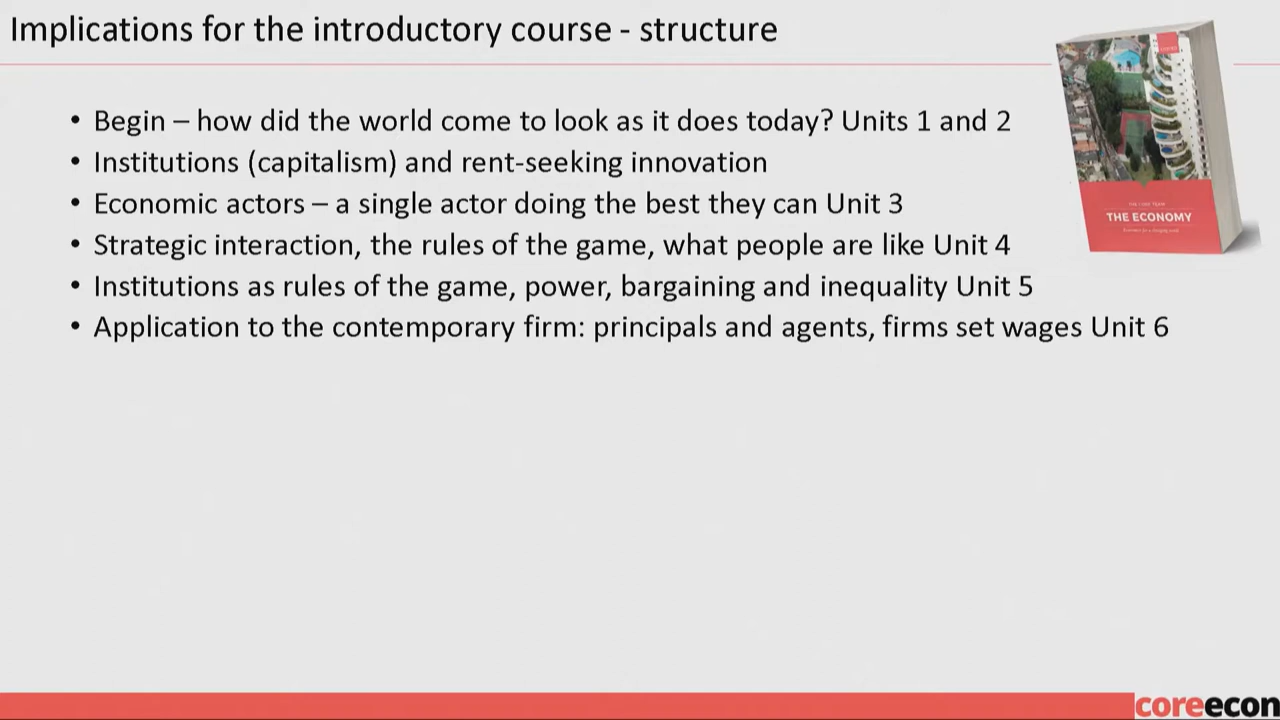 Implications for the introductory course - structure
• Begin – how did the world come to look as it does today? Units 1 and 2
• Institutions (capitalism) and rent-seeking innovation
• Economic actors – a single actor doing the best they can Unit 3
• Strategic interaction, the rules of the game, what people are like Unit 4
• Institutions as rules of the game, power, bargaining and inequality Unit 5
• Application to the contemporary firm: principals and agents, firms set wages Unit 6
THE CORE TEAM
THE ECONOMY
coreecon